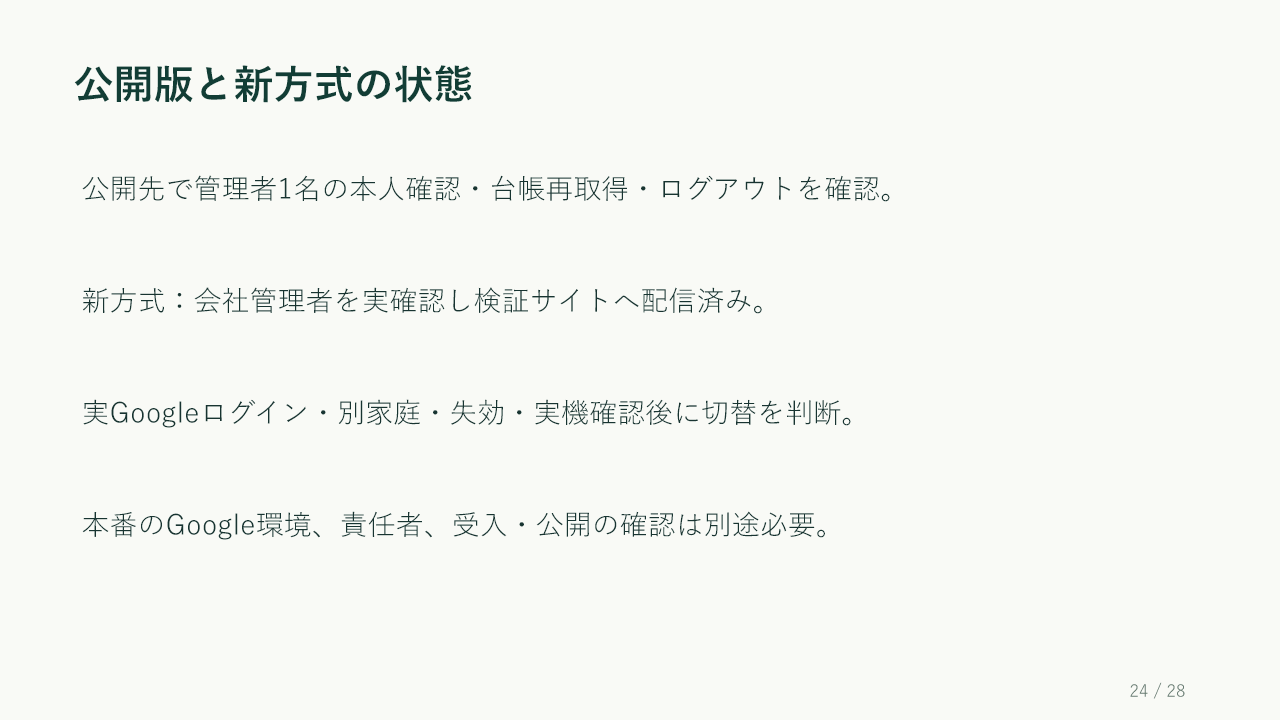 公開版と新方式の状態
公開先で管理者1名の本人確認・台帳再取得・ログアウトを確認。
新方式：会社管理者を実確認し検証サイトへ配信済み。
実Googleログイン・別家庭・失効・実機確認後に切替を判断。
本番のGoogle環境、責任者、受入・公開の確認は別途必要。
24 / 28